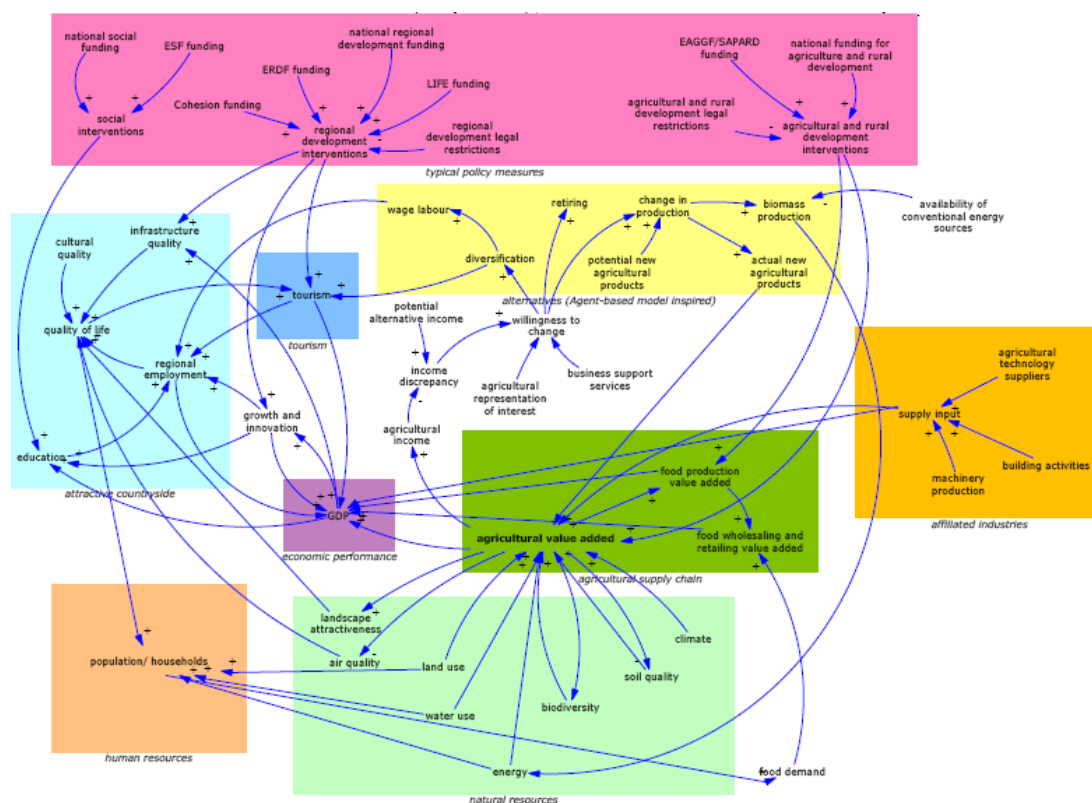 national social
funding
ESF funding
national regional
development funding
ERDF funding
LIFE funding
Cohesion funding
social
interventions
regional
development
interventions
regional
development legal
restrictions
EAGGF/SAPARD
funding
national funding for
agriculture and rural
development
agricultural and rural
development legal
restrictions
agricultural and rural
development
interventions
typical policy measures
wage labour
retiring
change in
production
biomass
production
availability of
conventional energy
sources
diversification
potential new
agricultural
products
actual new
agricultural
products
alternatives (Agent-based model inspired)
cultural
quality
infrastructure
quality
tourism
tourism
quality of life
regional
employment
education
attractive countryside
growth and
innovation
potential
alternative income
willingness to
change
income
discrepancy
agricultural
representation
of interest
business support
services
agricultural
income
agricultural
technology
suppliers
supply input
machinery
production
building activities
affiliated industries
GDP
economic performance
food production
value added
agricultural value added
food wholesaling and
retailing value added
agricultural supply chain
landscape
attractiveness
air quality
land use
water use
energy
biodiversity
soil quality
climate
natural resources
population/ households
human resources
food demand